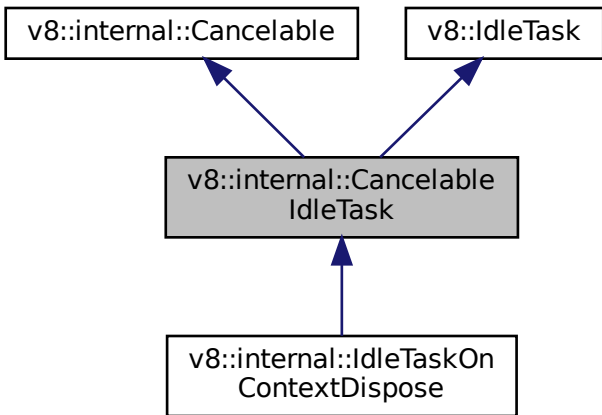 v8::internal::Cancelable
v8::IdleTask
v8::internal::Cancelable
IdleTask
v8::internal::IdleTaskOn
ContextDispose